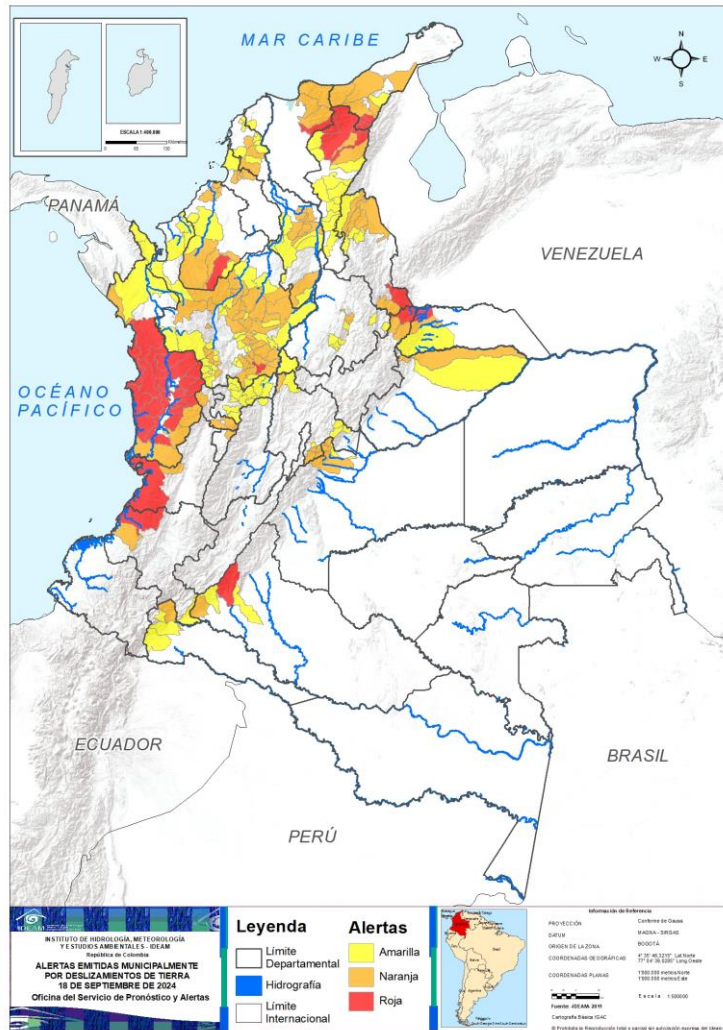 MAR CARIBE
N
W
E
S
ESCALA 1:400.000
PANAMÁ
VENEZUELA
OCÉANO
PACÍFICO
ECUADOR
BRASIL
PERÚ
IDEAM
INSTITUTO DE HIDROLOGÍA, METEOROLOGÍA
Y ESTUDIOS AMBIENTALES - IDEAM
República de Colombia
ALERTAS EMITIDAS MUNICIPALMENTE
POR DESLIZAMIENTOS DE TIERRA
18 DE SEPTIEMBRE DE 2024
Oficina del Servicio de Pronóstico y Alertas
Leyenda
Límite
Departamental
Hidrografía
Límite
Internacional
Alertas
Amarilla
Naranja
Roja
Información de Referencia
PROYECCIÓN
Conforme de Gauss
DATUM
MAGNA - SIRGAS
ORIGEN DE LA ZONA
BOGOTÁ
COORDENADAS GEOGRÁFICAS
COORDENADAS PLANAS
Escala
Fuente: IDEAM
Cartografía Básica IGAC